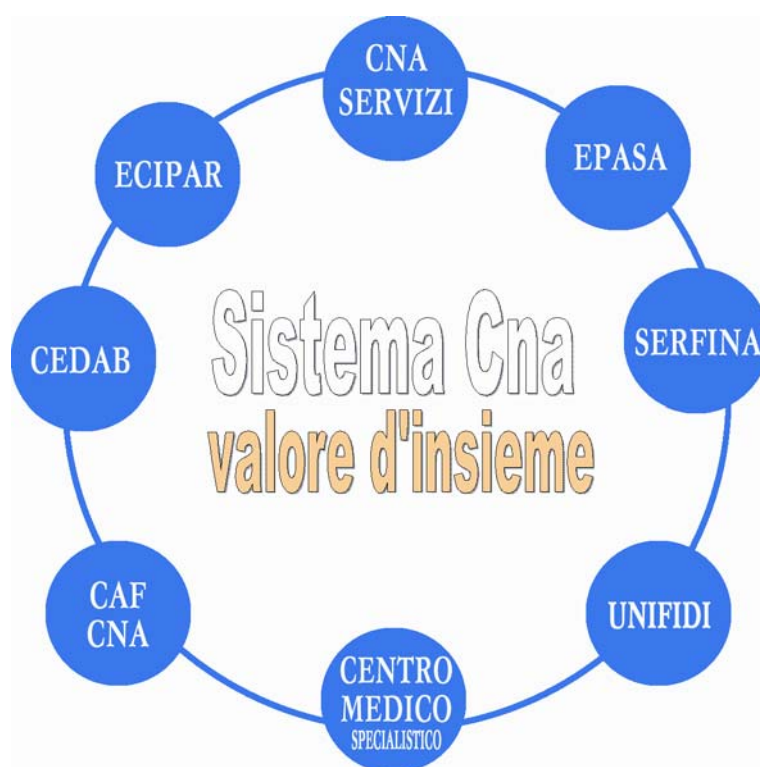 CNA
SERVIZI
EPASA
ECIPAR
SERFINA
CEDAB
Sistema Cna
valore d'insieme
UNIFIDI
CAF
CNA
CENTRO
MEDICO
SPECIALISTICO